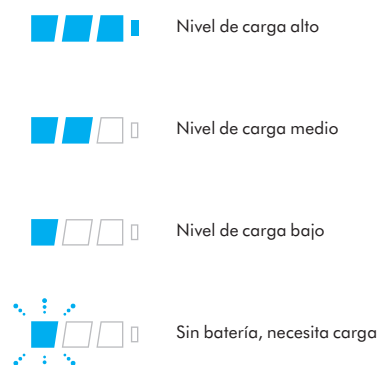 Nivel de carga alto
Nivel de carga medio
Nivel de carga bajo
Sin batería, necesita carga